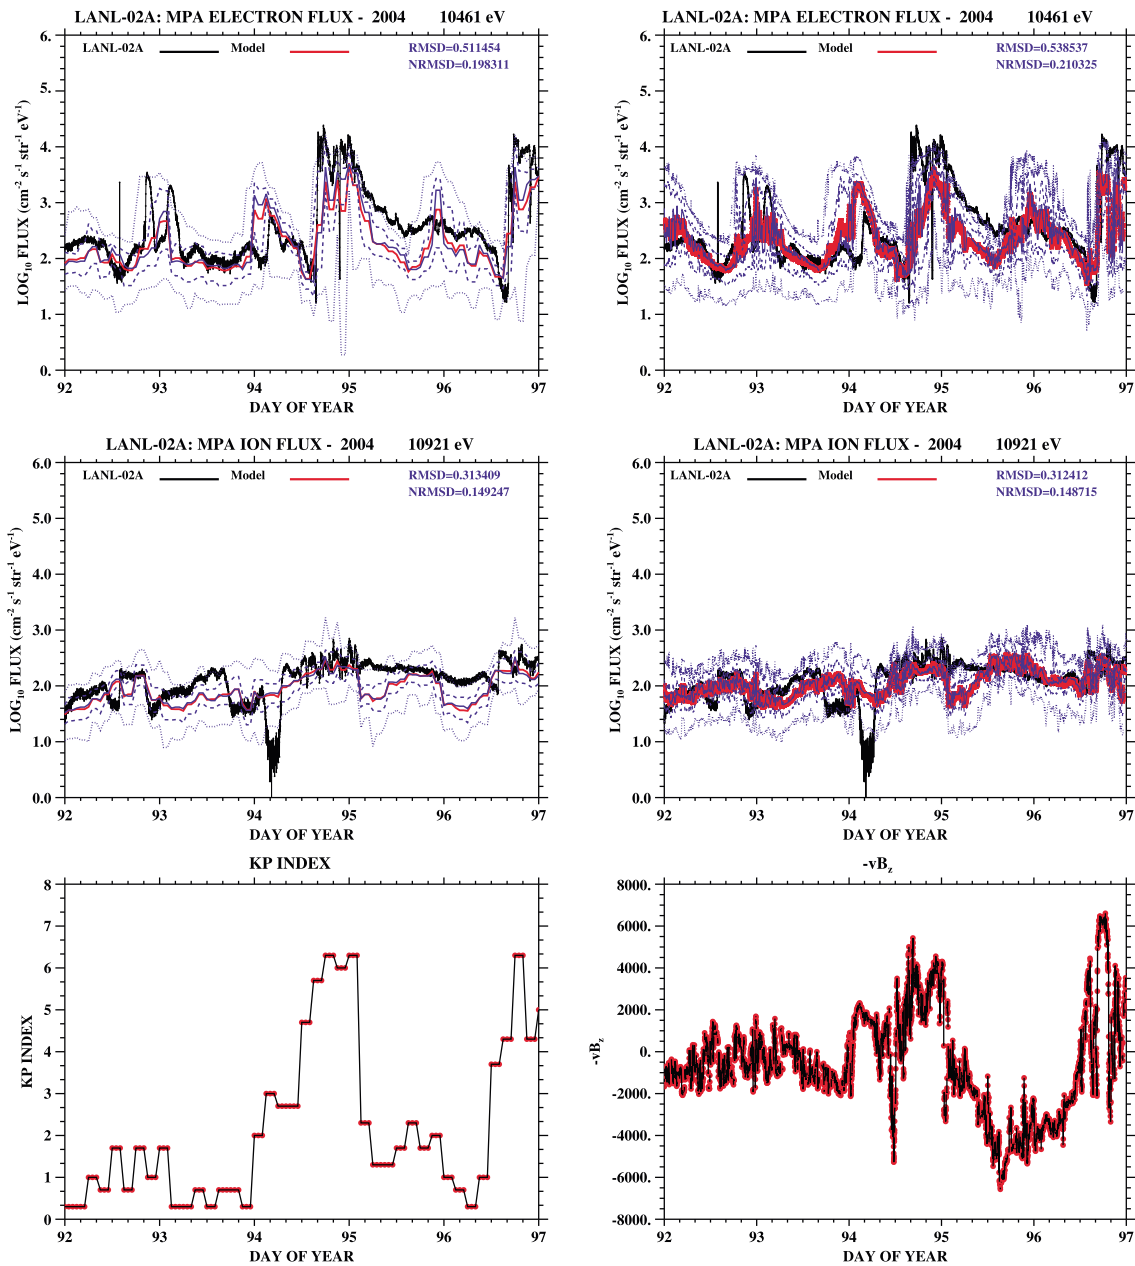 LANL-02A: MPA ELECTRON FLUX - 2004 10461 eV
LANL-02A Model
RMSD=0.511454
NRMSD=0.198311
LOG10 FLUX (cm-2 s-1 str-1 eV-1)
6.
5.
4.
3.
2.
1.
0.
92 93 94 95 96 97
DAY OF YEAR
LANL-02A: MPA ELECTRON FLUX - 2004 10461 eV
LANL-02A Model
RMSD=0.538537
NRMSD=0.210325
LOG10 FLUX (cm-2 s-1 str-1 eV-1)
6.
5.
4.
3.
2.
1.
0.
92 93 94 95 96 97
DAY OF YEAR
LANL-02A: MPA ION FLUX - 2004 10921 eV
LANL-02A Model
RMSD=0.313409
NRMSD=0.149247
LOG10 FLUX (cm-2 s-1 str-1 eV-1)
6.0
5.0
4.0
3.0
2.0
1.0
0.0
92 93 94 95 96 97
DAY OF YEAR
LANL-02A: MPA ION FLUX - 2004 10921 eV
LANL-02A Model
RMSD=0.312412
NRMSD=0.148715
LOG10 FLUX (cm-2 s-1 str-1 eV-1)
6.0
5.0
4.0
3.0
2.0
1.0
0.0
92 93 94 95 96 97
DAY OF YEAR
KP INDEX
KP INDEX
8
7
6
5
4
3
2
1
0
92 93 94 95 96 97
DAY OF YEAR
-vBz
-vBz
8000.
6000.
4000.
2000.
0.
-2000.
-4000.
-6000.
-8000.
92 93 94 95 96 97
DAY OF YEAR